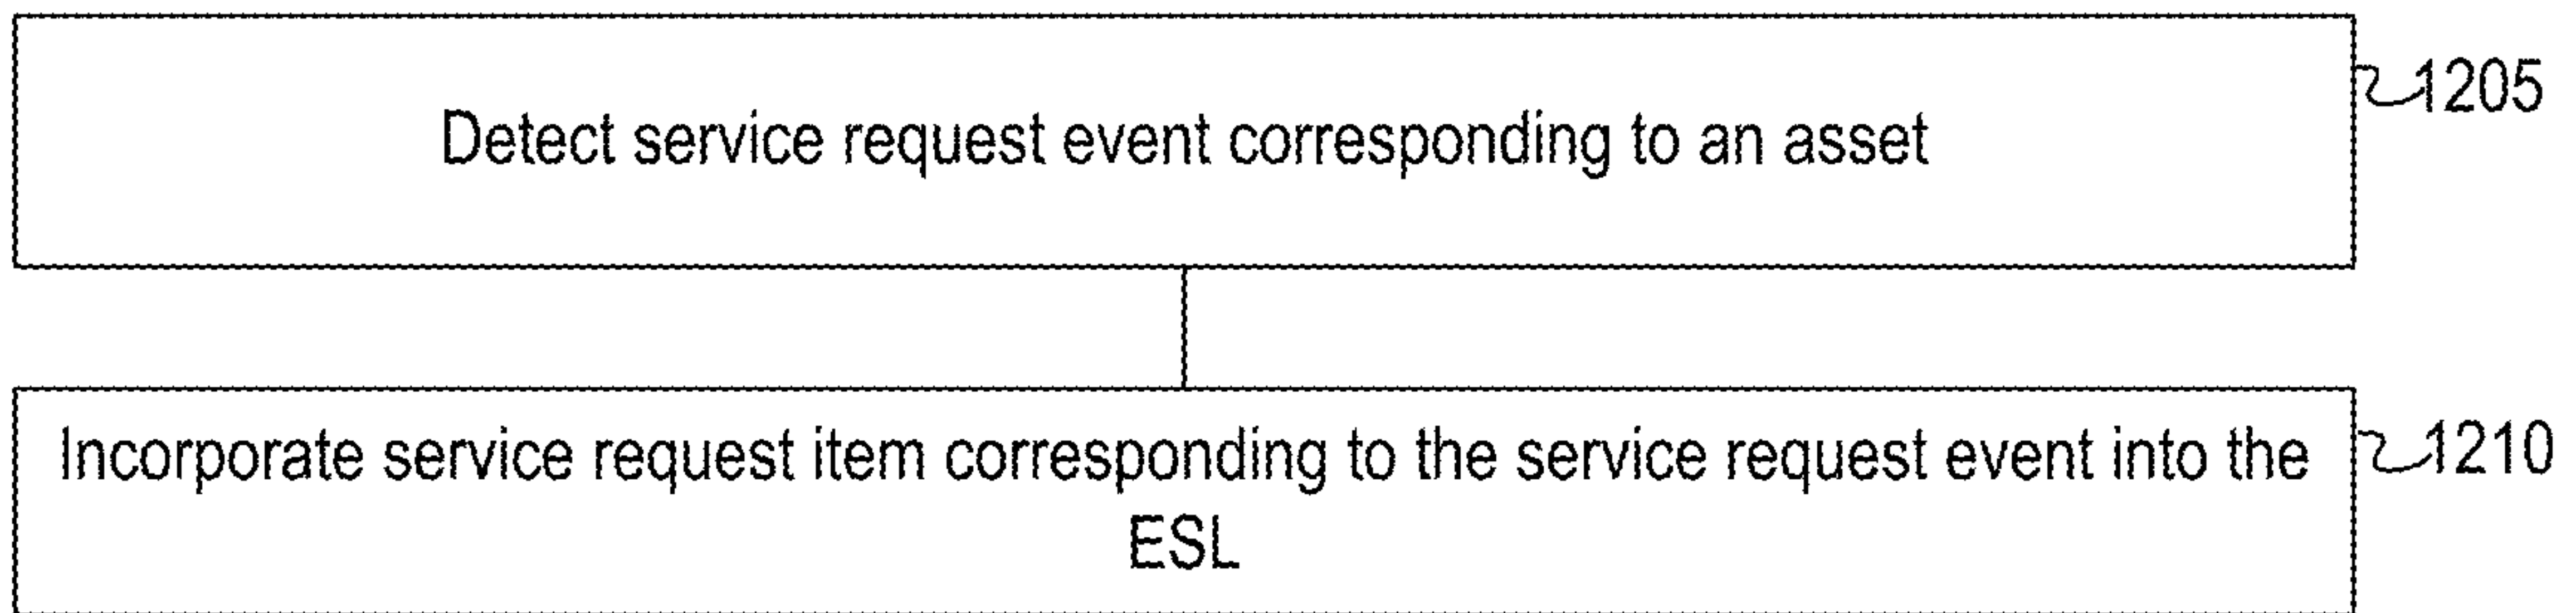 Detect service request event corresponding to an asset
1205
Incorporate service request item corresponding to the service request event into the
ESL
1210